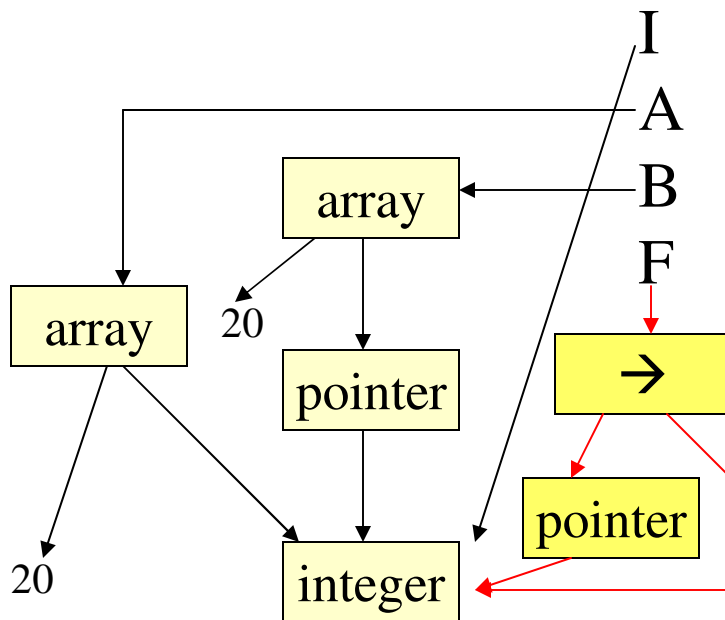 I
A
B
F
array
20
array
→
pointer
pointer
20
integer